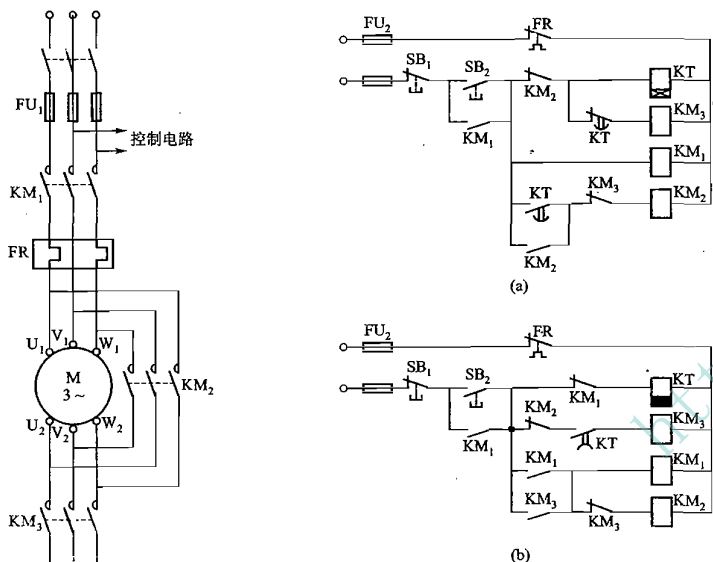 FU₁
控制电路
KM₁
FR
U₁ V₁ W₁
M
3～
KM₂
U₂ V₂ W₂
KM₃
FU₂
FR
SB₁
SB₂
KM₂
KT
KM₁
KT
KM₃
KM₁
KT
KM₃
KM₂
KM₂
(a)
FU₂
FR
SB₁
SB₂
KM₁
KT
KM₁
KM₂
KT
KM₃
KM₁
KM₁
KM₃
KM₃
KM₂
(b)
htt